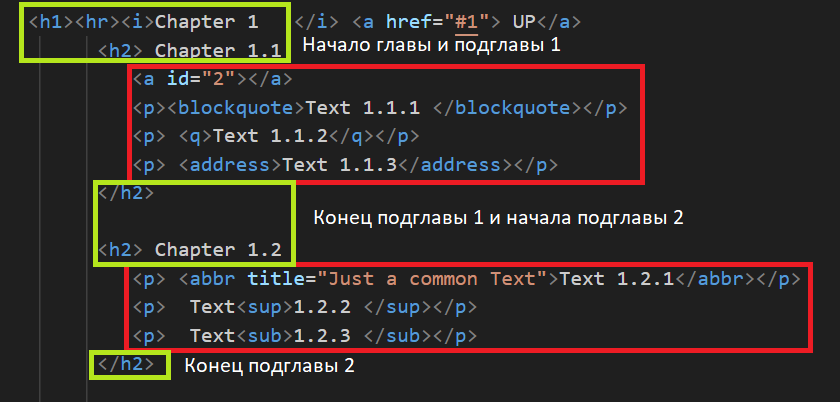 <h1><hr><i>Chapter 1   </i> <a href="#1"> UP</a>
<h2> Chapter 1.1 Начало главы и подглавы 1
<a id="2"></a>
<p><blockquote>Text 1.1.1 </blockquote></p>
<p> <q>Text 1.1.2</q></p>
<p> <address>Text 1.1.3</address></p>
</h2>
Конец подглавы 1 и начала подглавы 2
<h2> Chapter 1.2
<p> <abbr title="Just a common Text">Text 1.2.1</abbr></p>
<p>  Text<sup>1.2.2 </sup></p>
<p>  Text<sub>1.2.3 </sub></p>
</h2> Конец подглавы 2